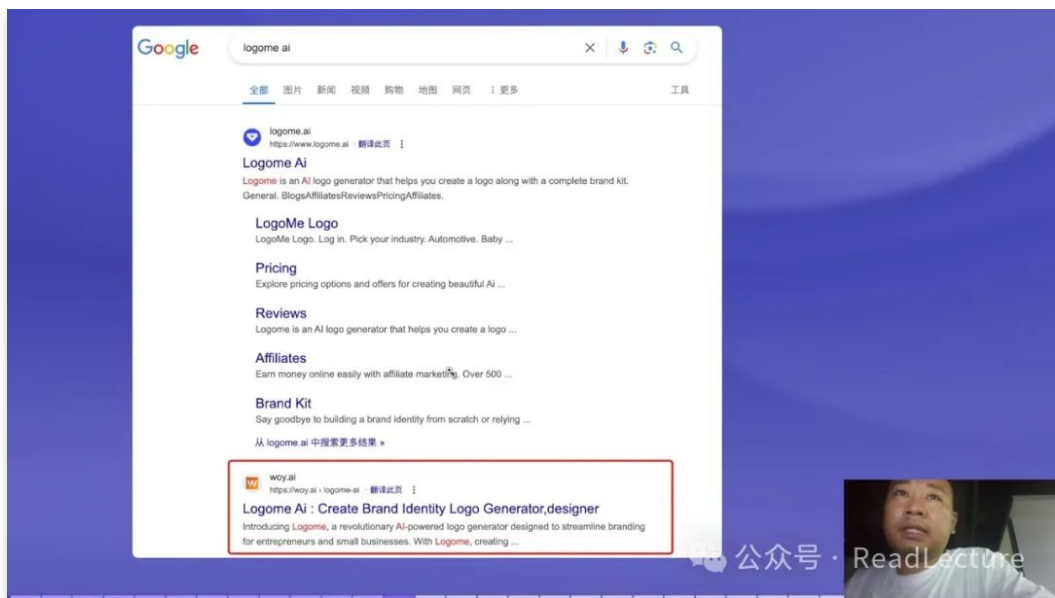 Google
logome ai
全部 图片 新闻 视频 购物 地图 网页 更多 工具
logome.ai
https://www.logome.ai · 翻译此页
Logome Ai
Logome is an AI logo generator that helps you create a logo along with a complete brand kit.
General. BlogsAffiliatesReviewsPricingAffiliates.
LogoMe Logo
LogoMe Logo. Log in. Pick your industry. Automotive. Baby ...
Pricing
Explore pricing options and offers for creating beautiful Ai ...
Reviews
Logome is an AI logo generator that helps you create a logo ...
Affiliates
Earn money online easily with affiliate marketing. Over 500 ...
Brand Kit
Say goodbye to building a brand identity from scratch or relying ...
从 logome.ai 中搜索更多结果 »
woy.ai
https://woy.ai › logome-ai · 翻译此页
Logome Ai : Create Brand Identity Logo Generator,designer
Introducing Logome, a revolutionary AI-powered logo generator designed to streamline branding
for entrepreneurs and small businesses. With Logome, creating ...
公众号 · ReadLecture